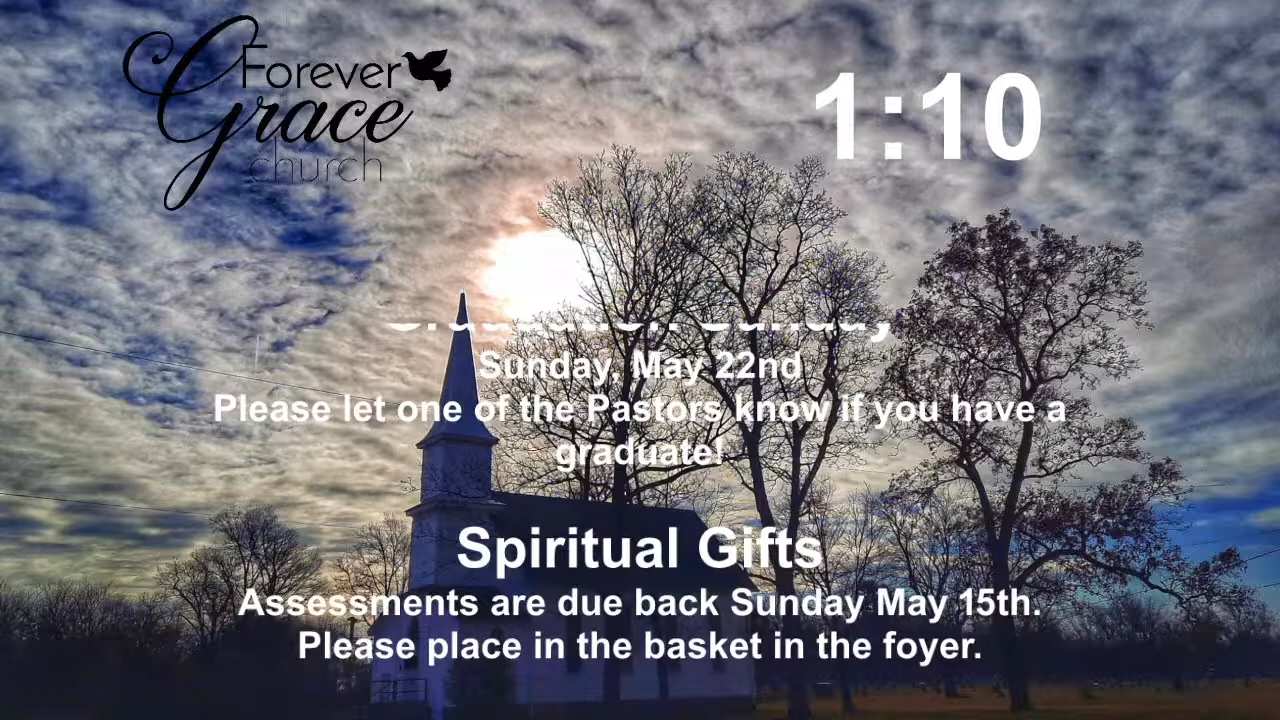 Forever
Grace
church
1:10
Sunday, May 22nd
Please let one of the Pastors know if you have a
graduate!
Spiritual Gifts
Assessments are due back Sunday May 15th.
Please place in the basket in the foyer.